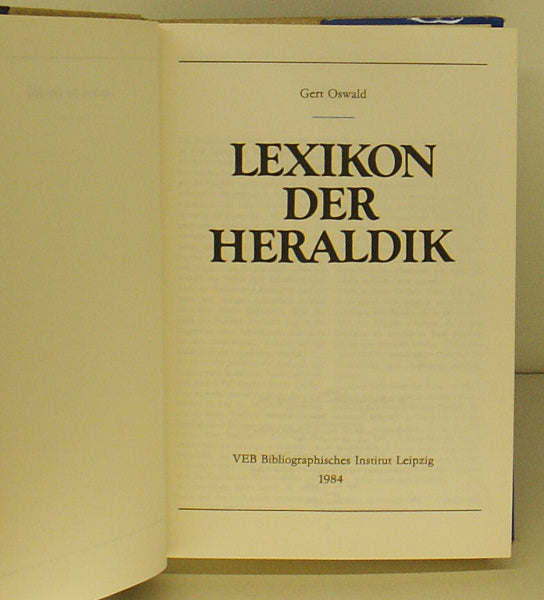 Gert Oswald
LEXIKON
DER
HERALDIK
VEB Bibliographisches Institut Leipzig
1984